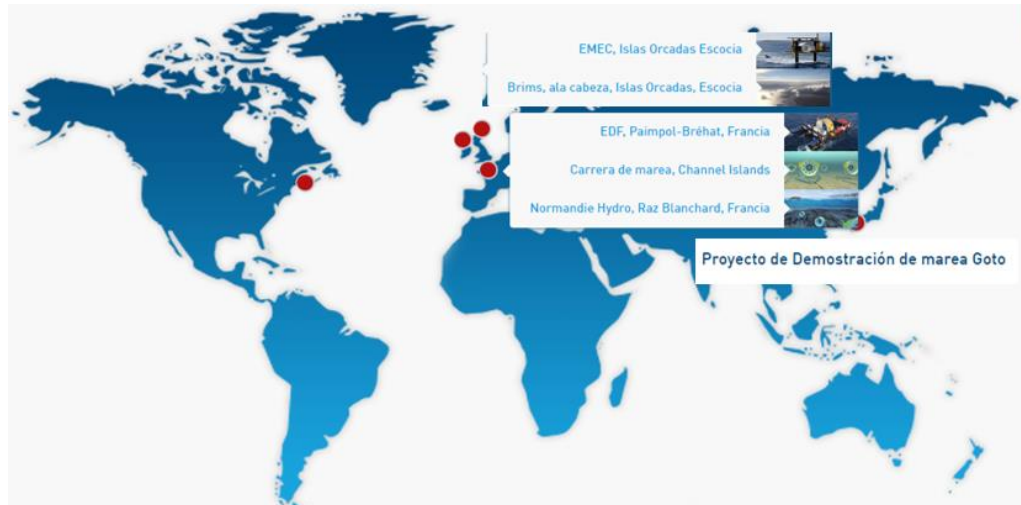 EMEC, Islas Orcadas Escocia
Brims, ala cabeza, Islas Orcadas, Escocia
EDF, Paimpol-Bréhat, Francia
Carrera de marea, Channel Islands
Normandie Hydro, Raz Blanchard, Francia
Proyecto de Demostración de marea Goto